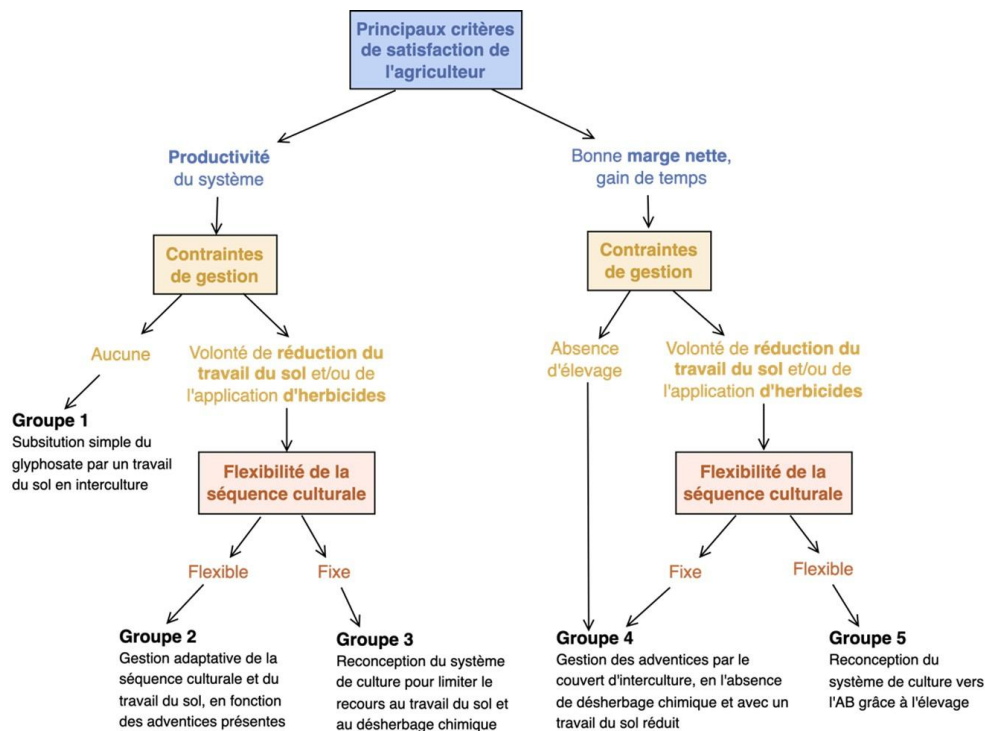 Principaux critères
de satisfaction de
l'agriculteur
Productivité
du système
Bonne marge nette,
gain de temps
Contraintes
de gestion
Contraintes
de gestion
Aucune
Volonté de réduction du
travail du sol et/ou de
l'application d'herbicides
Absence
d'élevage
Volonté de réduction du
travail du sol et/ou de
l'application d'herbicides
Groupe 1
Subsitution simple du
glyphosate par un travail
du sol en interculture
Flexibilité de la
séquence culturale
Flexibilité de la
séquence culturale
Flexible
Fixe
Fixe
Flexible
Groupe 2
Gestion adaptative de la
séquence culturale et du
travail du sol, en fonction
des adventices présentes
Groupe 3
Reconception du système
de culture pour limiter le
recours au travail du sol et
au désherbage chimique
Groupe 4
Gestion des adventices par le
couvert d'interculture, en l'absence
de désherbage chimique et avec un
travail du sol réduit
Groupe 5
Reconception du
système de culture vers
l'AB grâce à l'élevage